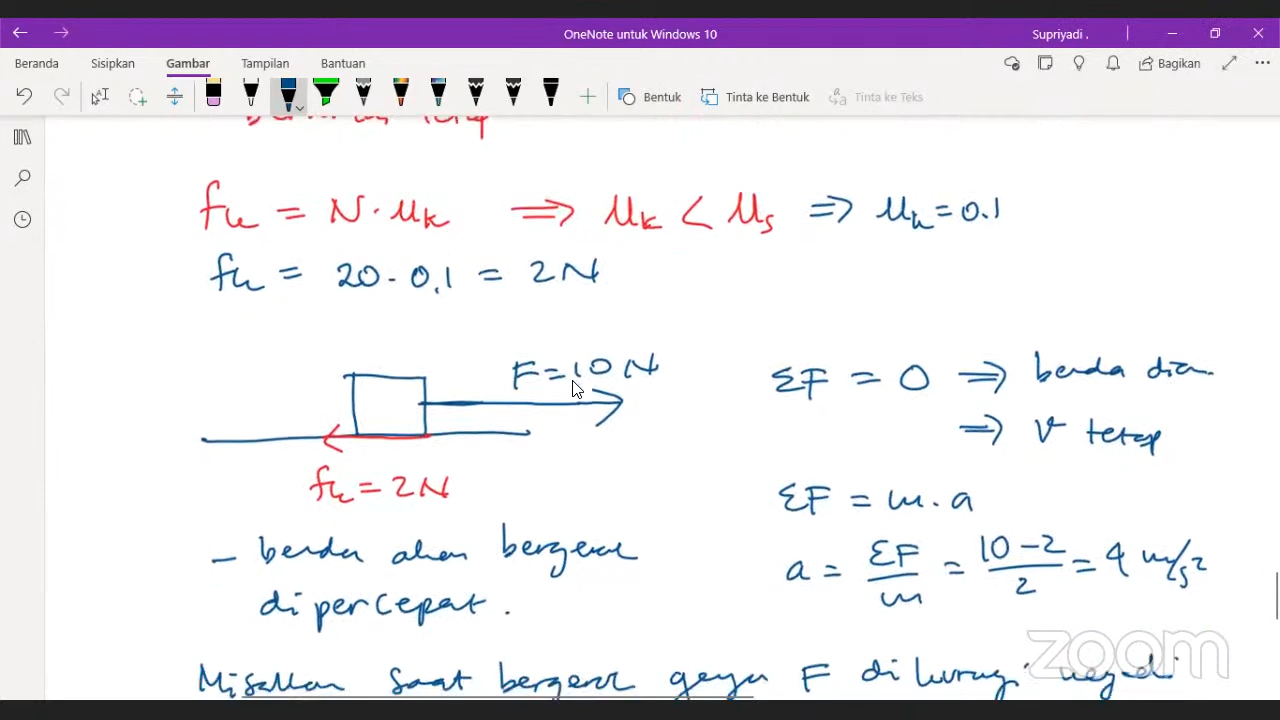 OneNote untuk Windows 10
Supriyadi .
Beranda Sisipkan Gambar Tampilan Bantuan
Bagikan
Bentuk Tinta ke Bentuk Tinta ke Teks
fk = N·μk ⟹ μk < μs ⟹ μk = 0.1
fk = 20 - 0.1 = 2N
F = 10 N
fk = 2N
- benda akan bergerak
dipercepat .
ΣF = 0 ⟹ benda diam
⟹ v tetap
ΣF = m . a
a = ΣF/m = 10-2/2 = 4 m/s²
Misalkan saat bergerak gaya F dikurangi
zoom